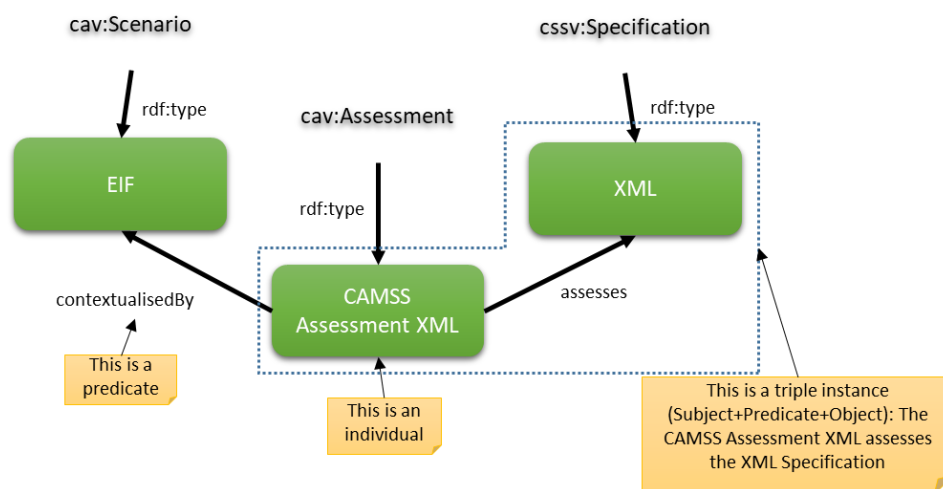 cav:Scenario
cssv:Specification
rdf:type
cav:Assessment
rdf:type
EIF
XML
rdf:type
contextualisedBy
CAMSS
Assessment XML
assesses
This is a
predicate
This is an
individual
This is a triple instance
(Subject+Predicate+Object): The
CAMSS Assessment XML assesses
the XML Specification